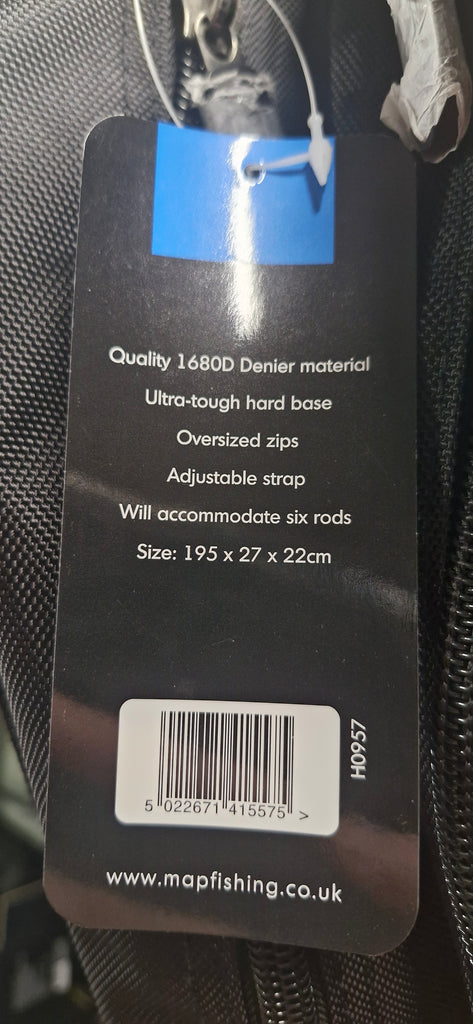 Quality 1680D Denier material
Ultra-tough hard base
Oversized zips
Adjustable strap
Will accommodate six rods
Size: 195 x 27 x 22cm
5 022671 415575 >
H0957
www.mapfishing.co.uk